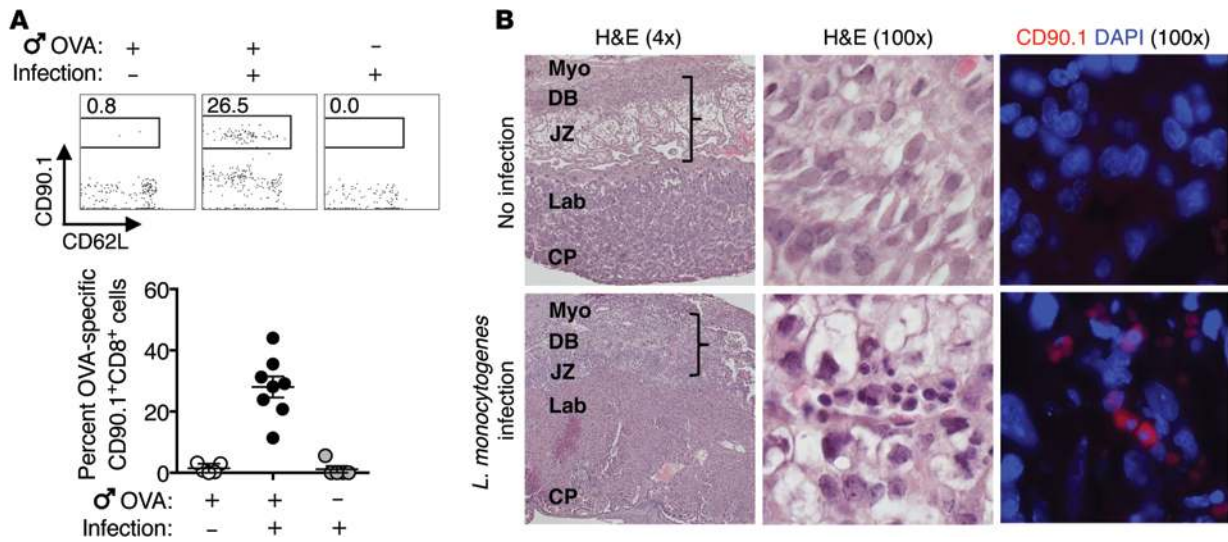 A
♂ OVA: + + –
Infection: – + +
0.8 26.5 0.0
CD90.1
CD62L
Percent OVA-specific
CD90.1⁺CD8⁺ cells
60
40
20
0
♂ OVA: + + –
Infection: – + +
B
H&E (4x) H&E (100x) CD90.1 DAPI (100x)
No infection
Myo
DB
JZ
Lab
CP
L. monocytogenes
infection
Myo
DB
JZ
Lab
CP